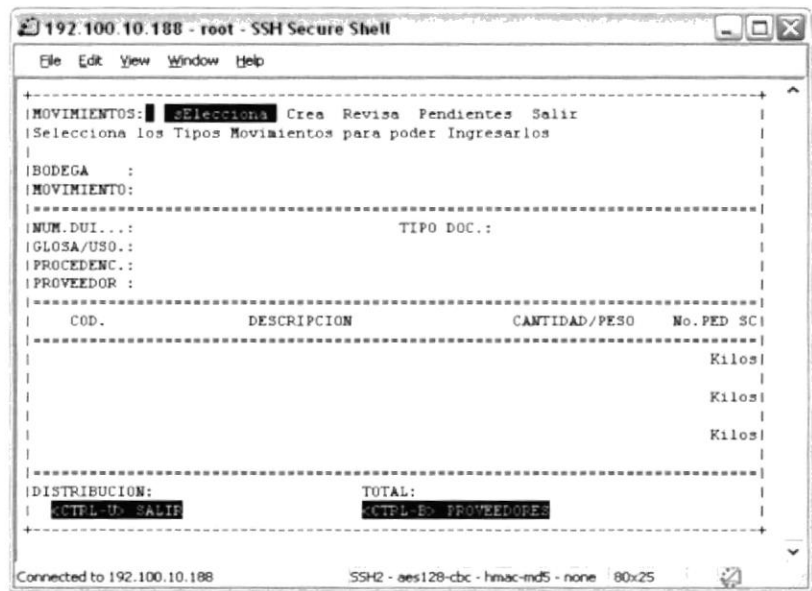 192.100.10.188 - root - SSH Secure Shell
File Edit View Window Help
MOVIMIENTOS: sElecciona Crea Revisa Pendientes Salir
Selecciona los Tipos Movimientos para poder Ingresarlos
BODEGA :
MOVIMIENTO:
NUM.DUI...: TIPO DOC.:
GLOSA/USO.:
PROCEDENC.:
PROVEEDOR :
COD. DESCRIPCION CANTIDAD/PESO No.PED SC
Kilos
Kilos
Kilos
DISTRIBUCION: TOTAL:
<CTRL-U> SALIR <CTRL-B> PROVEEDORES
Connected to 192.100.10.188 SSH2 - aes128-cbc - hmac-md5 - none 80x25